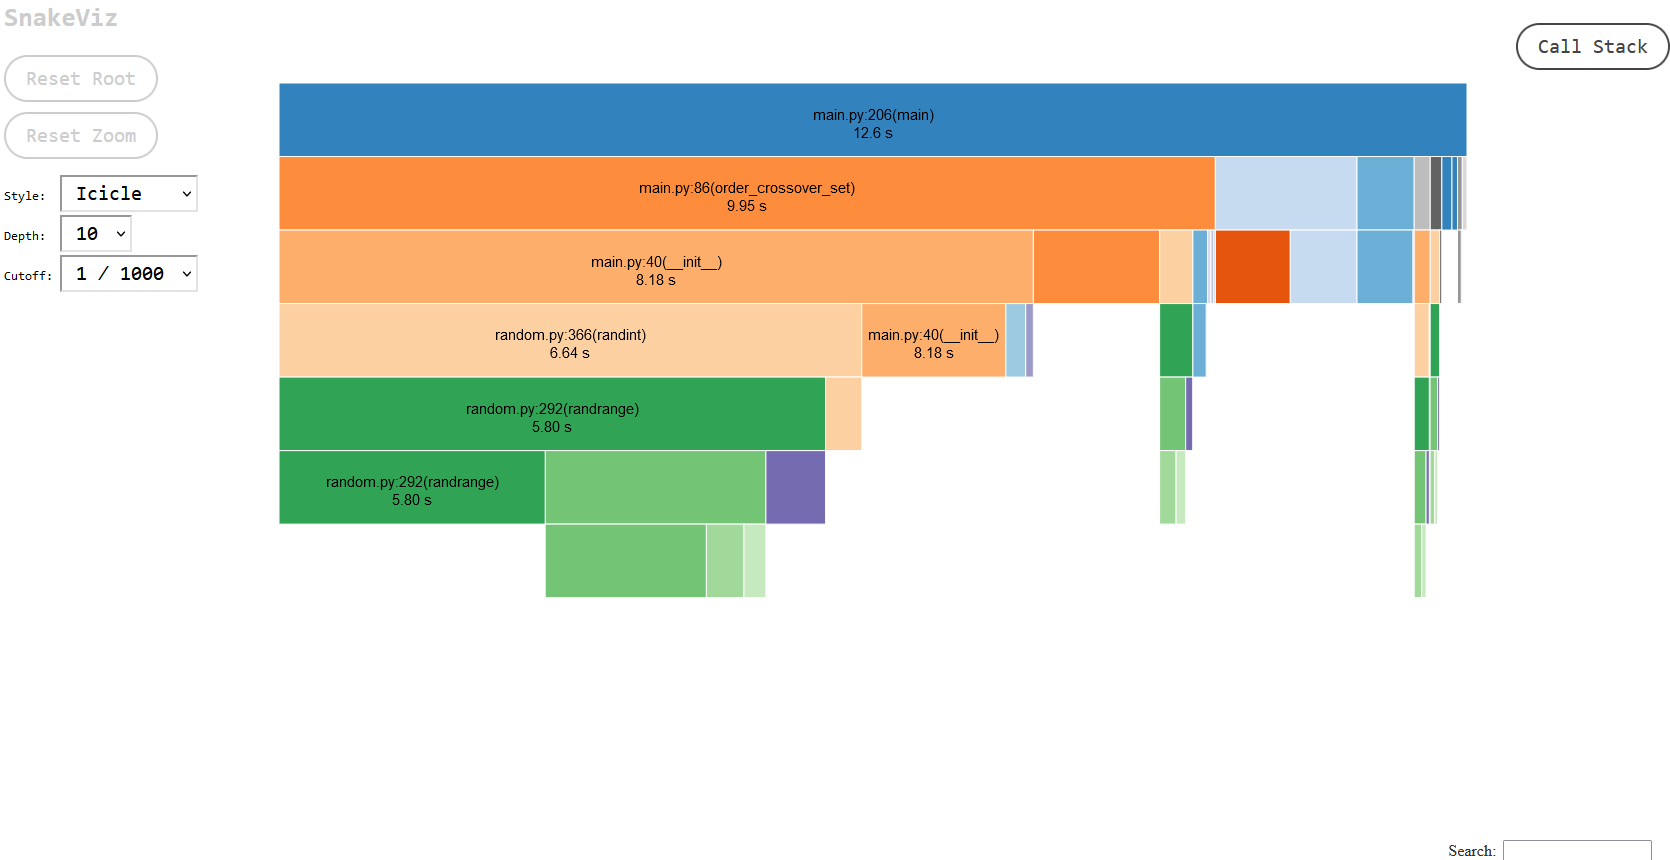 SnakeViz
Call Stack
Reset Root
Reset Zoom
Style: Icicle
Depth: 10
Cutoff: 1 / 1000
main.py:206(main)
12.6 s
main.py:86(order_crossover_set)
9.95 s
main.py:40(__init__)
8.18 s
random.py:366(randint)
6.64 s
main.py:40(__init__)
8.18 s
random.py:292(randrange)
5.80 s
random.py:292(randrange)
5.80 s
Search: